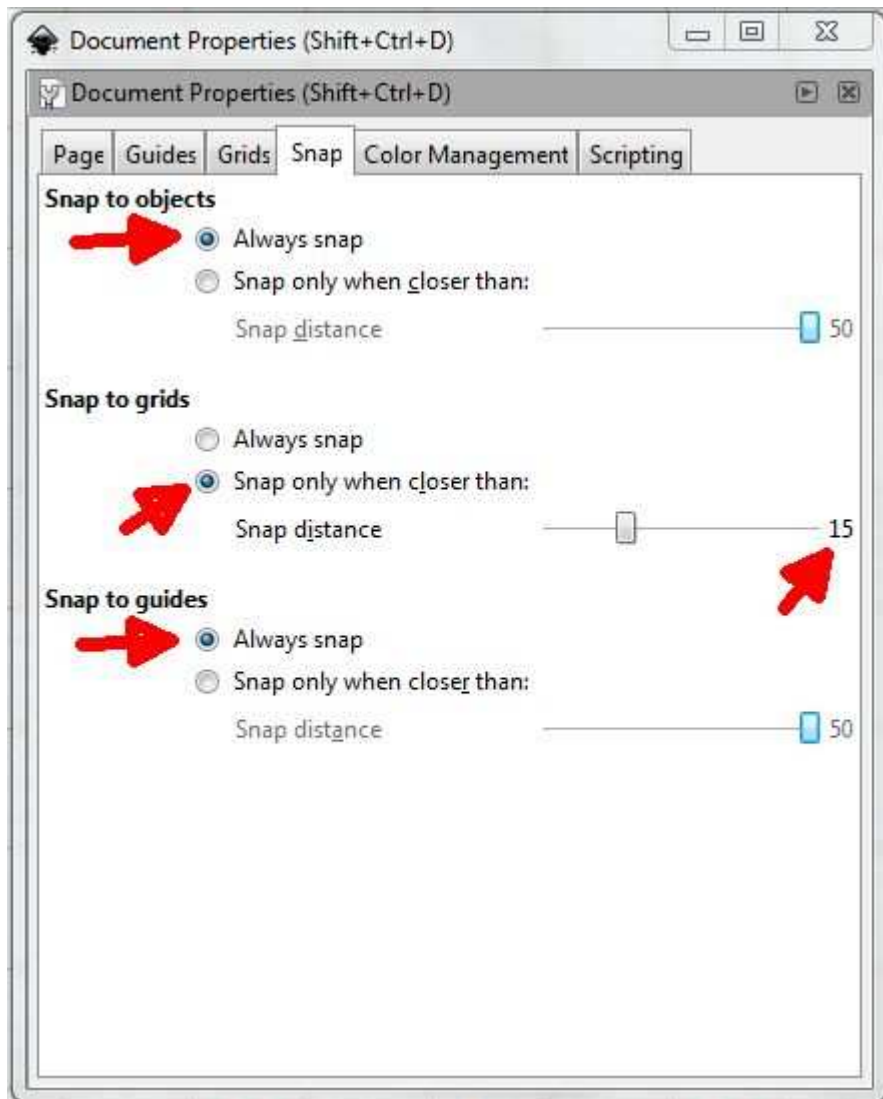 Document Properties (Shift+Ctrl+D)
Document Properties (Shift+Ctrl+D)
Page Guides Grids Snap Color Management Scripting
Snap to objects
Always snap
Snap only when closer than:
Snap distance 50
Snap to grids
Always snap
Snap only when closer than:
Snap distance 15
Snap to guides
Always snap
Snap only when closer than:
Snap distance 50